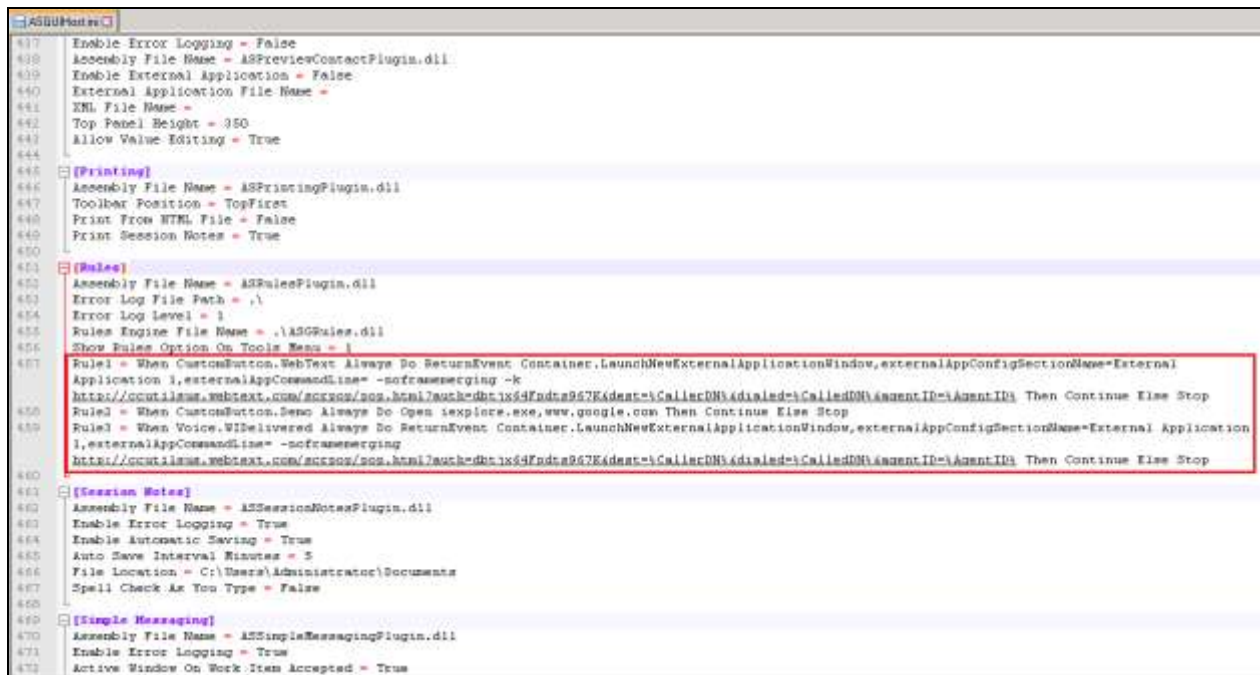 ASGUIHost.ini
437 Enable Error Logging = False
438 Assembly File Name = ASPreviewContactPlugin.dll
439 Enable External Application = False
440 External Application File Name =
441 XML File Name =
442 Top Panel Height = 350
443 Allow Value Editing = True
444
445 [Printing]
446 Assembly File Name = ASPrintingPlugin.dll
447 Toolbar Position = TopFirst
448 Print From HTML File = False
449 Print Session Notes = True
450
451 [Rules]
452 Assembly File Name = ASRulesPlugin.dll
453 Error Log File Path = .\
454 Error Log Level = 1
455 Rules Engine File Name = .\ASGRules.dll
456 Show Rules Option On Tools Menu = 1
457 Rule1 = When CustomButton.WebText Always Do ReturnEvent Container.LaunchNewExternalApplicationWindow,externalAppConfigSectionName=External
Application 1,externalAppCommandLine= -noframemerging -k
Then Continue Else Stop
458 Rule2 = When CustomButton.Demo Always Do Open iexplore.exe,www.google.com Then Continue Else Stop
459 Rule3 = When Voice.WIDelivered Always Do ReturnEvent Container.LaunchNewExternalApplicationWindow,externalAppConfigSectionName=External Application
1,externalAppCommandLine= -noframemerging
Then Continue Else Stop
460
461 [Session Notes]
462 Assembly File Name = ASSessionNotesPlugin.dll
463 Enable Error Logging = True
464 Enable Automatic Saving = True
465 Auto Save Interval Minutes = 5
466 File Location = C:\Users\Administrator\Documents
467 Spell Check As You Type = False
468
469 [Simple Messaging]
470 Assembly File Name = ASSimpleMessagingPlugin.dll
471 Enable Error Logging = True
472 Active Window On Work Item Accepted = True